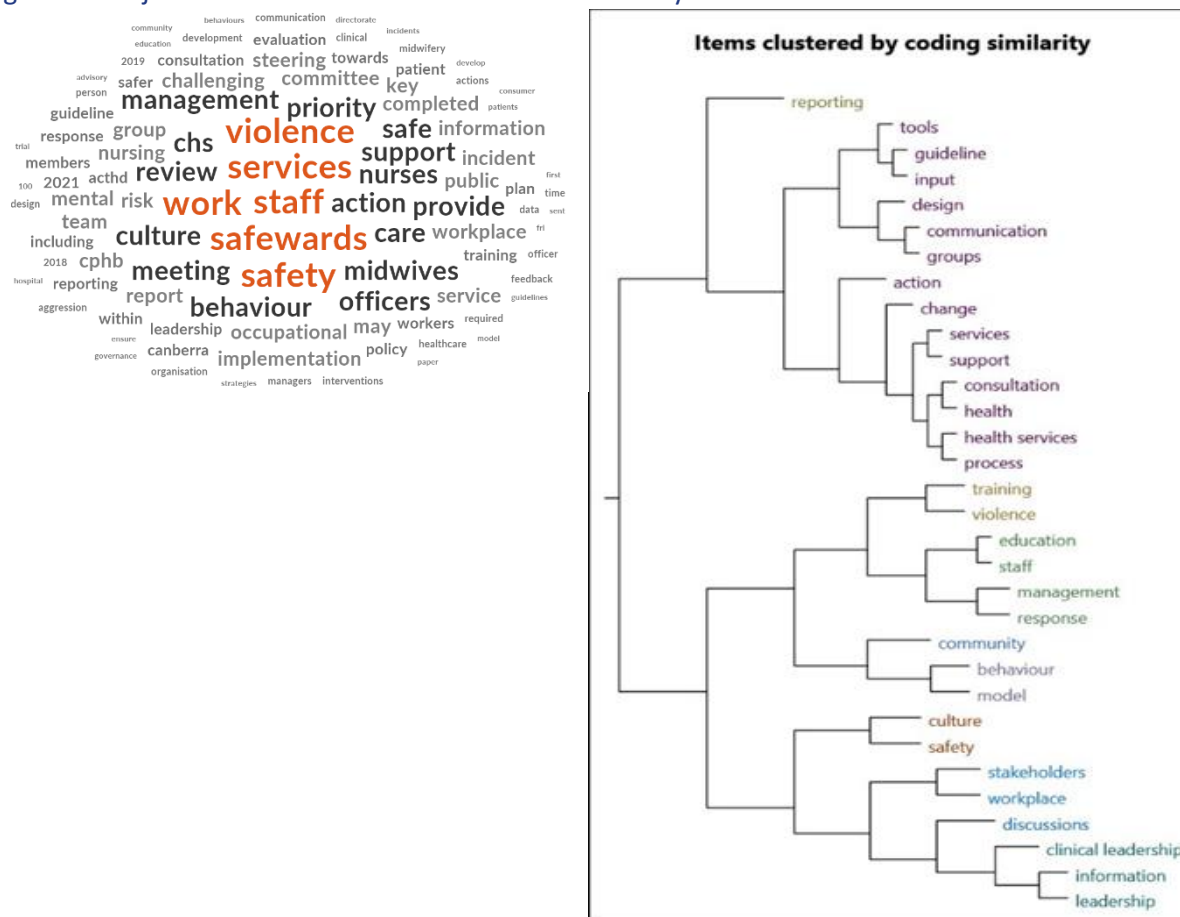 behaviours communication directorate
community incidents
education development evaluation clinical
midwifery
2019 consultation steering towards
patient develop
advisory safer challenging committee key actions
person consumer
management priority completed patients
guideline
response group chs violence safe information
trial nursing support incident
members review services nurses
100 2021 acthd public plan first
time
design mental risk work staff action provide data sent
team
including culture safewards care workplace fri
2018 cphb training officer
hospital reporting meeting safety midwives feedback
aggression report behaviour officers service guidelines
within leadership occupational may workers required
ensure canberra healthcare model
governance implementation policy paper
organisation
strategies managers interventions
Items clustered by coding similarity
reporting
tools
guideline
input
design
communication
groups
action
change
services
support
consultation
health
health services
process
training
violence
education
staff
management
response
community
behaviour
model
culture
safety
stakeholders
workplace
discussions
clinical leadership
information
leadership